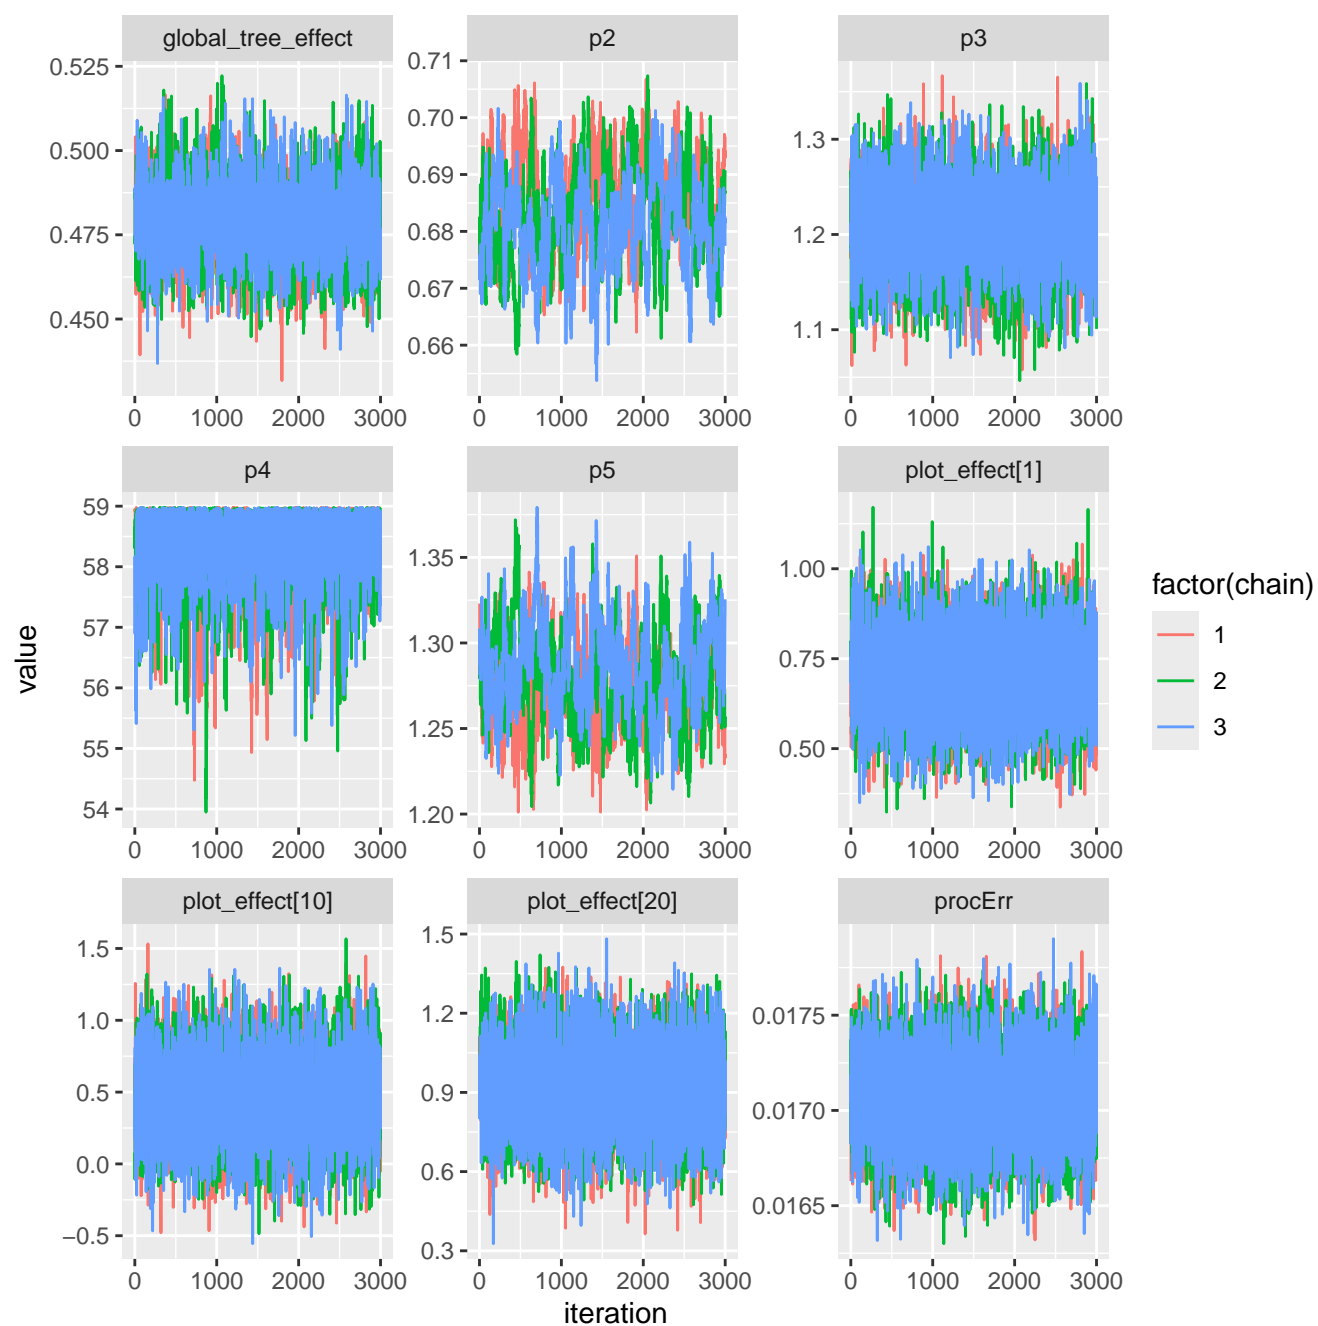 global_tree_effect
p2
p3
0.525
0.500
0.475
0.450
0.71
0.70
0.69
0.68
0.67
0.66
1.3
1.2
1.1
0 1000 2000 3000
0 1000 2000 3000
0 1000 2000 3000
p4
p5
plot_effect[1]
59
58
57
56
55
54
1.35
1.30
1.25
1.20
1.00
0.75
0.50
0 1000 2000 3000
0 1000 2000 3000
0 1000 2000 3000
plot_effect[10]
plot_effect[20]
procErr
1.5
1.0
0.5
0.0
−0.5
1.5
1.2
0.9
0.6
0.3
0.0175
0.0170
0.0165
0 1000 2000 3000
0 1000 2000 3000
0 1000 2000 3000
value
iteration
factor(chain)
1
2
3